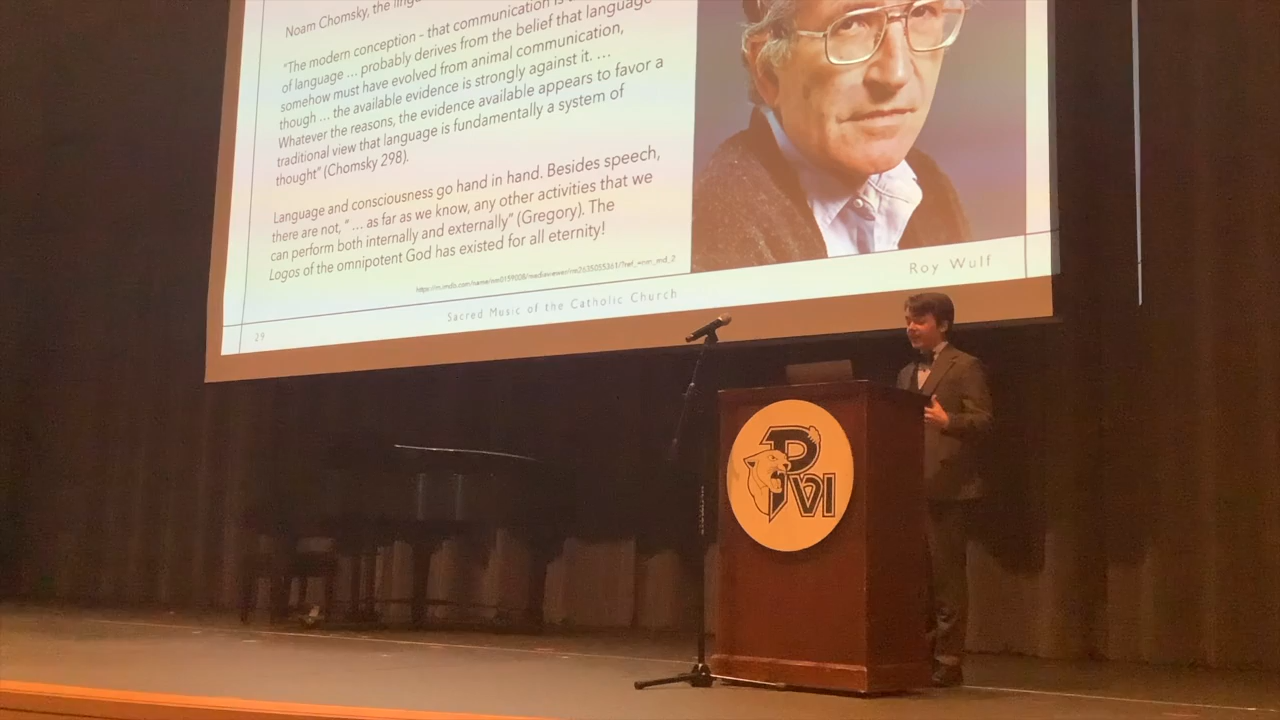 Noam Chomsky, the
"The modern conception – that communication is
of language … probably derives from the belief that language
somehow must have evolved from animal communication,
though … the available evidence is strongly against it. …
Whatever the reasons, the evidence available appears to favor a
traditional view that language is fundamentally a system of
thought" (Chomsky 298).
Language and consciousness go hand in hand. Besides speech,
there are not, " … as far as we know, any other activities that we
can perform both internally and externally" (Gregory). The
Logos of the omnipotent God has existed for all eternity!
29
Sacred Music of the Catholic Church
Roy Wulf
PVI